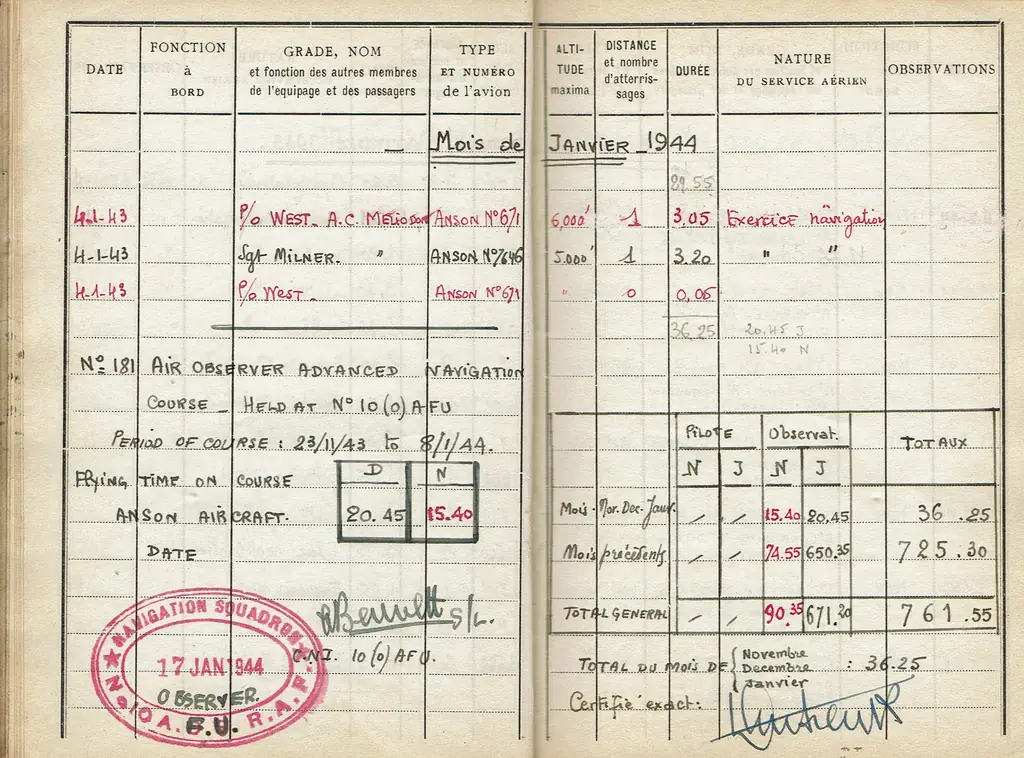 DATE
FONCTION
à
BORD
GRADE, NOM
et fonction des autres membres
de l'equipage et des passagers
TYPE
ET NUMÉRO
de l'avion
ALTI-
TUDE
maxima
DISTANCE
et nombre
d'atterris-
sages
DURÉE
NATURE
DU SERVICE AÉRIEN
OBSERVATIONS
Mois de JANVIER 1944
29.55
4-1-43 P/O WEST. A.C. MELIODON ANSON N°671 6.000' 1 3.05 Exercice navigation
4-1-43 Sgt MILNER. " ANSON N°7646 5.000' 1 3.20 " "
4-1-43 P/O West - ANSON N°671 " 0 0,05
36.25 20.45 J
15.40 N
N° 181 AIR OBSERVER ADVANCED NAVIGATION
COURSE - HELD AT N° 10(O)AFU
PERIOD OF COURSE : 23/11/43 to 8/1/44.
FLYING TIME ON COURSE
D N
ANSON AIRCRAFT. 20.45 15.40
DATE
S/L.
C.N.I. 10(O)AFU.
NAVIGATION SQUADRON
17 JAN 1944
OBSERVER.
No 10 A.F.U. R.A.F.
PILOTE Observat. TOTAUX
N J N J
Mois - Nov. Dec- Janv. / / 15.40 20.45 36.25
Mois précédents / / 74.55 650.35 725.30
TOTAL GENERAL / / 90.35 671.20 761.55
TOTAL DU MOIS DE { Novembre
Decembre : 36.25
Janvier
Certifié exact :